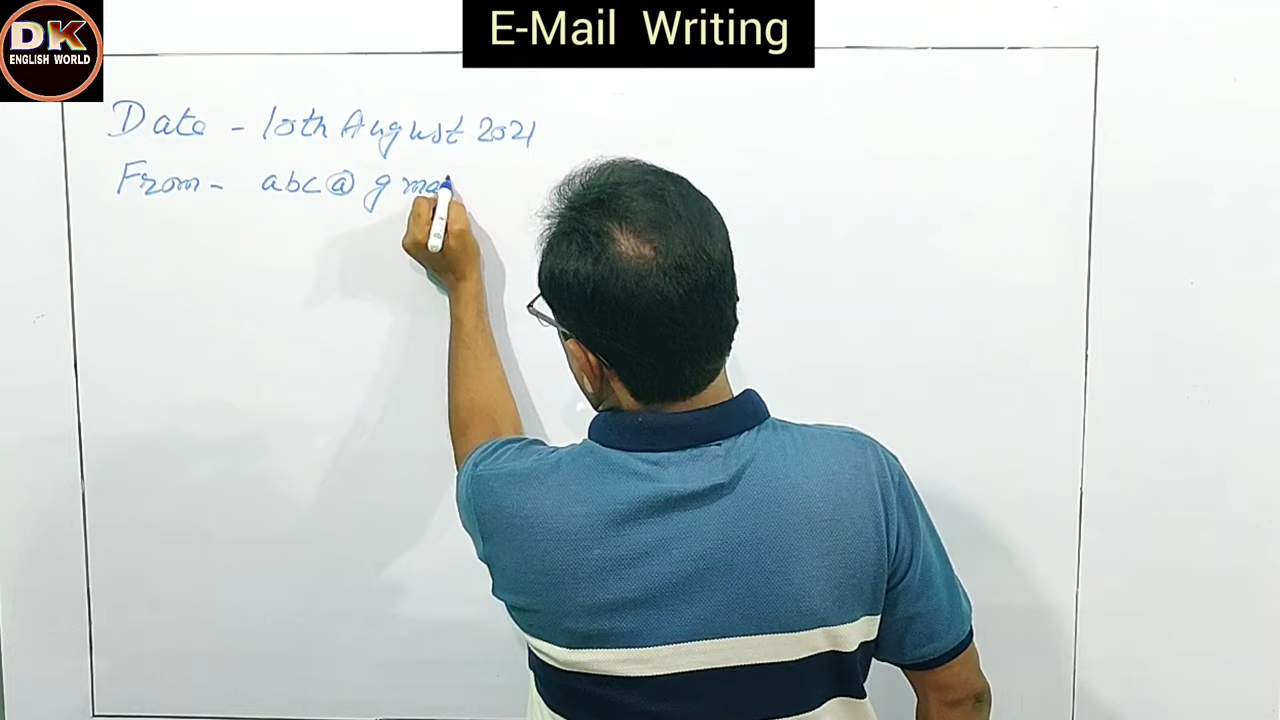 E-Mail Writing
DK
ENGLISH WORLD
Date - 10th August 2021
From - abc@gma